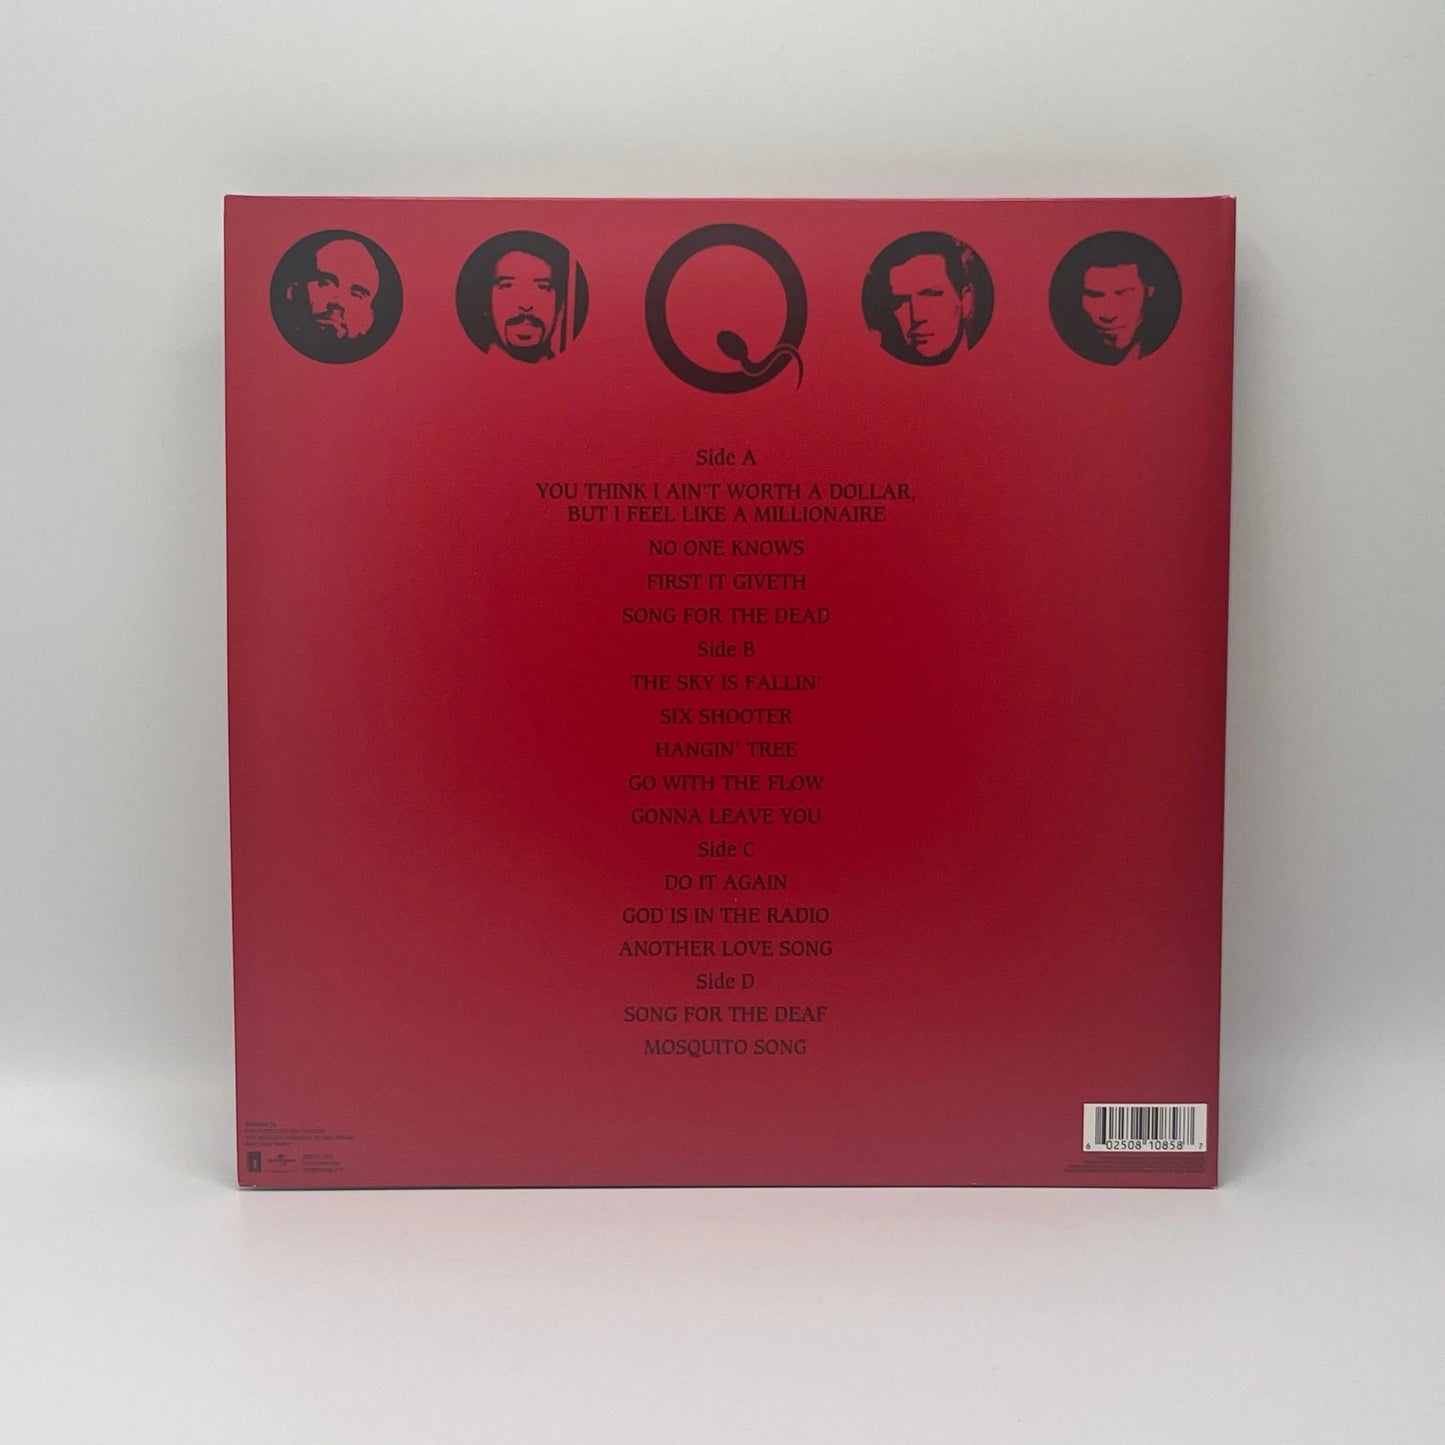 Side A
YOU THINK I AIN'T WORTH A DOLLAR,
BUT I FEEL LIKE A MILLIONAIRE
NO ONE KNOWS
FIRST IT GIVETH
SONG FOR THE DEAD
Side B
THE SKY IS FALLIN'
SIX SHOOTER
HANGIN' TREE
GO WITH THE FLOW
GONNA LEAVE YOU
Side C
DO IT AGAIN
GOD IS IN THE RADIO
ANOTHER LOVE SONG
Side D
SONG FOR THE DEAF
MOSQUITO SONG
6 02508 10858 7